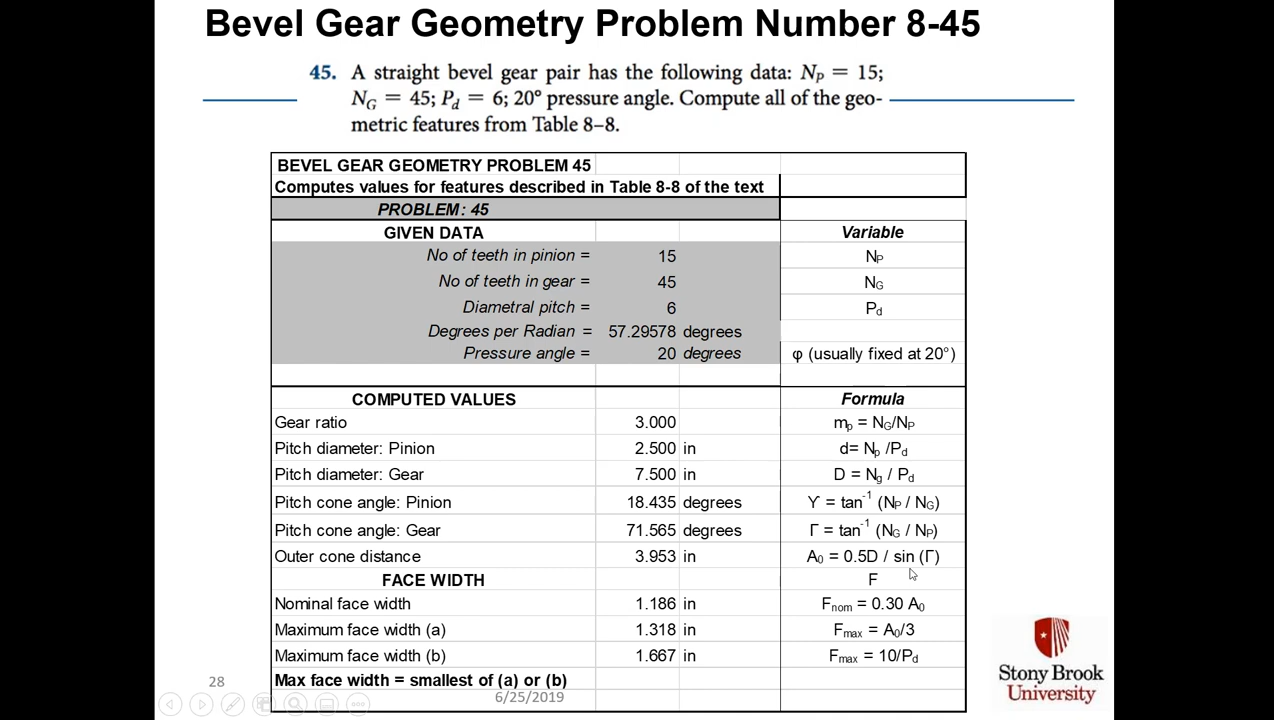 Bevel Gear Geometry Problem Number 8-45
45. A straight bevel gear pair has the following data: NP = 15;
NG = 45; Pd = 6; 20° pressure angle. Compute all of the geo-
metric features from Table 8–8.
BEVEL GEAR GEOMETRY PROBLEM 45
Computes values for features described in Table 8-8 of the text
PROBLEM: 45
GIVEN DATA Variable
No of teeth in pinion = 15 NP
No of teeth in gear = 45 NG
Diametral pitch = 6 Pd
Degrees per Radian = 57.29578 degrees
Pressure angle = 20 degrees φ (usually fixed at 20°)
COMPUTED VALUES Formula
Gear ratio 3.000 mp = NG/NP
Pitch diameter: Pinion 2.500 in d= Np /Pd
Pitch diameter: Gear 7.500 in D = Ng / Pd
Pitch cone angle: Pinion 18.435 degrees ϒ = tan-1 (NP / NG)
Pitch cone angle: Gear 71.565 degrees Γ = tan-1 (NG / NP)
Outer cone distance 3.953 in A0 = 0.5D / sin (Γ)
FACE WIDTH F
Nominal face width 1.186 in Fnom = 0.30 A0
Maximum face width (a) 1.318 in Fmax = A0/3
Maximum face width (b) 1.667 in Fmax = 10/Pd
Max face width = smallest of (a) or (b)
28
6/25/2019
Stony Brook
University